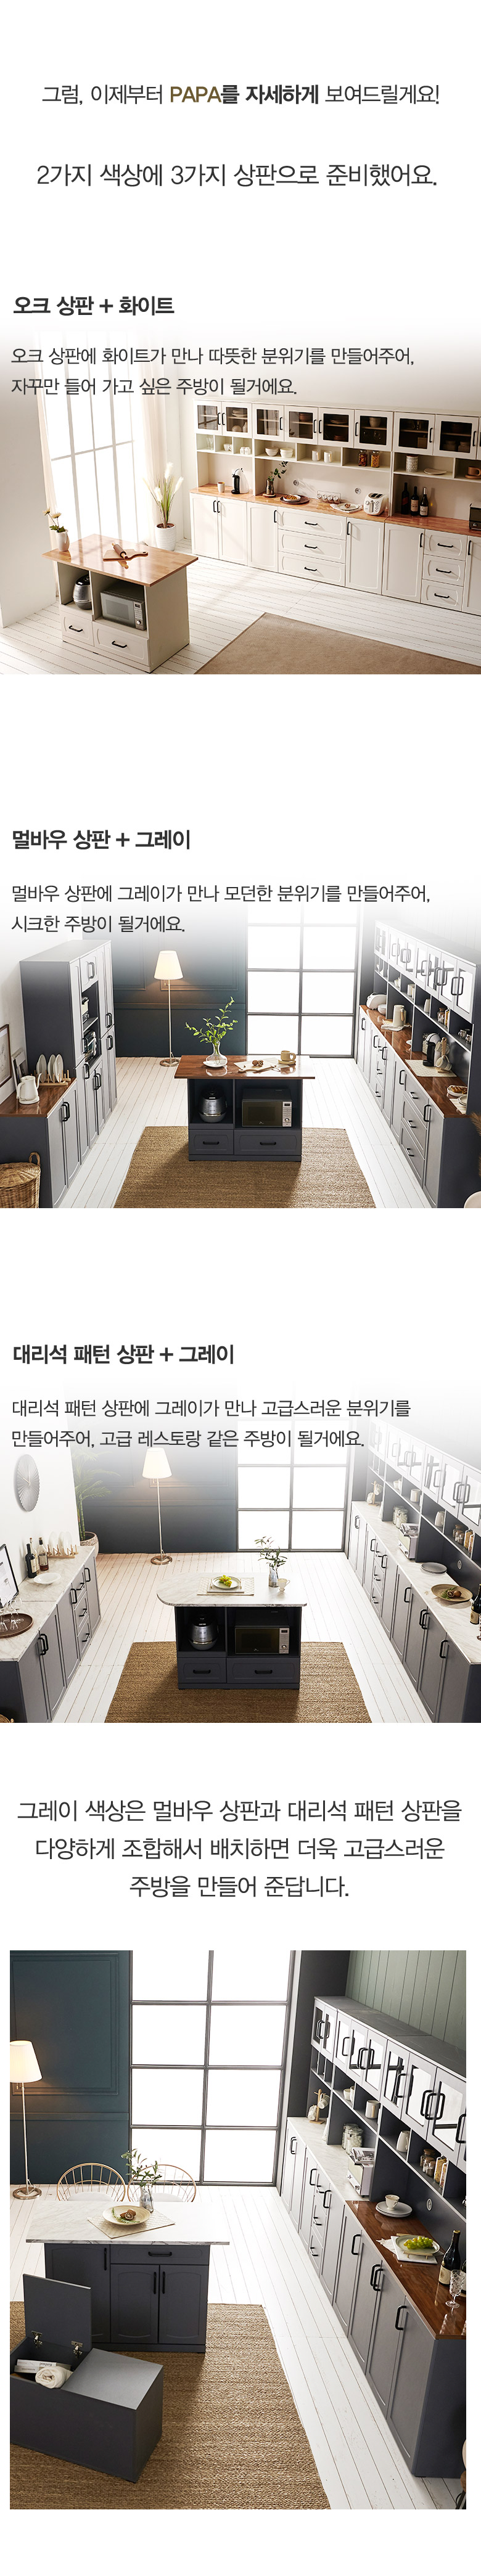 그럼, 이제부터 PAPA를 자세하게 보여드릴게요!
2가지 색상에 3가지 상판으로 준비했어요.
오크 상판 + 화이트
오크 상판에 화이트가 만나 따뜻한 분위기를 만들어주어,
자꾸만 들어 가고 싶은 주방이 될거에요.
멀바우 상판 + 그레이
멀바우 상판에 그레이가 만나 모던한 분위기를 만들어주어,
시크한 주방이 될거에요.
대리석 패턴 상판 + 그레이
대리석 패턴 상판에 그레이가 만나 고급스러운 분위기를
만들어주어, 고급 레스토랑 같은 주방이 될거에요.
그레이 색상은 멀바우 상판과 대리석 패턴 상판을
다양하게 조합해서 배치하면 더욱 고급스러운
주방을 만들어 준답니다.